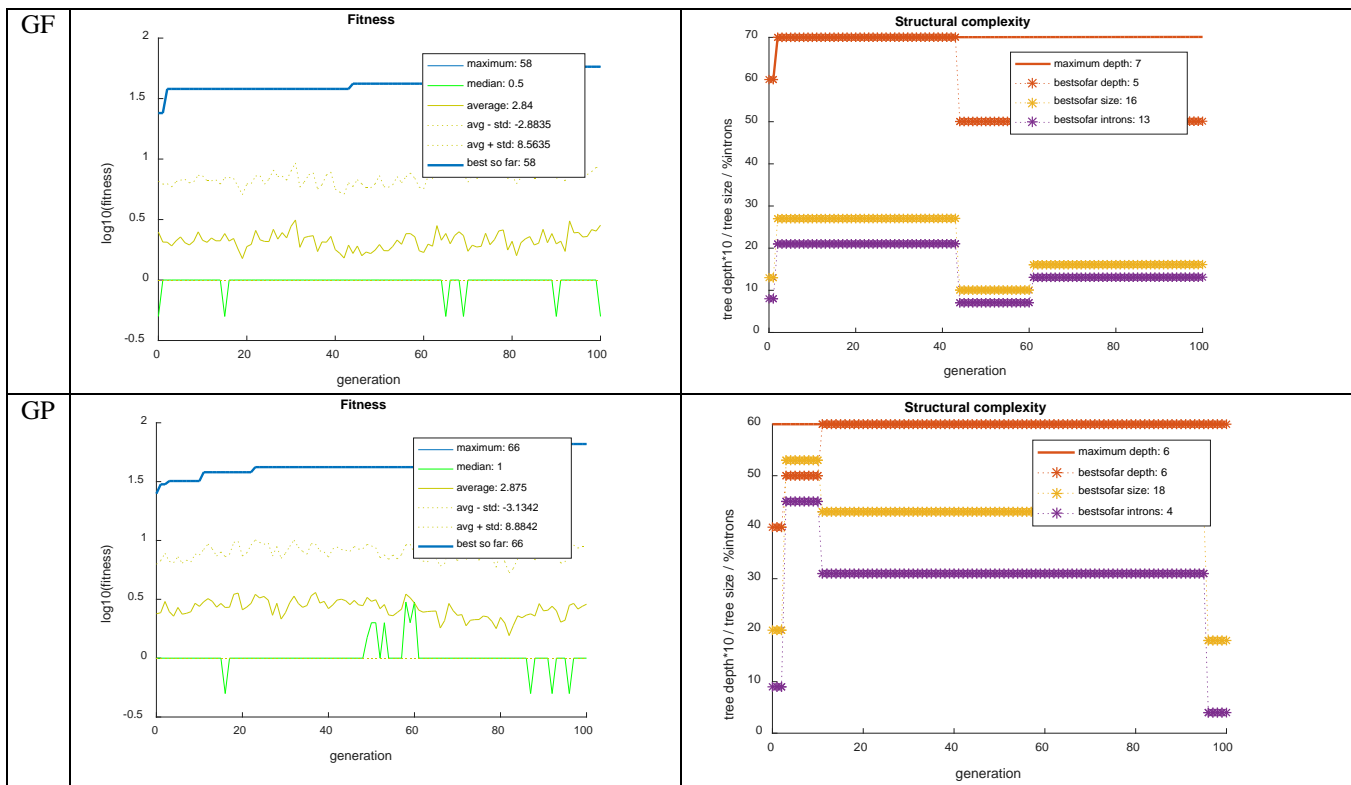 GF
Fitness
2
1.5
1
0.5
0
-0.5
log10(fitness)
0 20 40 60 80 100
generation
maximum: 58
median: 0.5
average: 2.84
avg - std: -2.8835
avg + std: 8.5635
best so far: 58
Structural complexity
70
60
50
40
30
20
10
0
tree depth*10 / tree size / %introns
0 20 40 60 80 100
generation
maximum depth: 7
bestsofar depth: 5
bestsofar size: 16
bestsofar introns: 13
GP
Fitness
2
1.5
1
0.5
0
-0.5
log10(fitness)
0 20 40 60 80 100
generation
maximum: 66
median: 1
average: 2.875
avg - std: -3.1342
avg + std: 8.8842
best so far: 66
Structural complexity
60
50
40
30
20
10
0
tree depth*10 / tree size / %introns
0 20 40 60 80 100
generation
maximum depth: 6
bestsofar depth: 6
bestsofar size: 18
bestsofar introns: 4